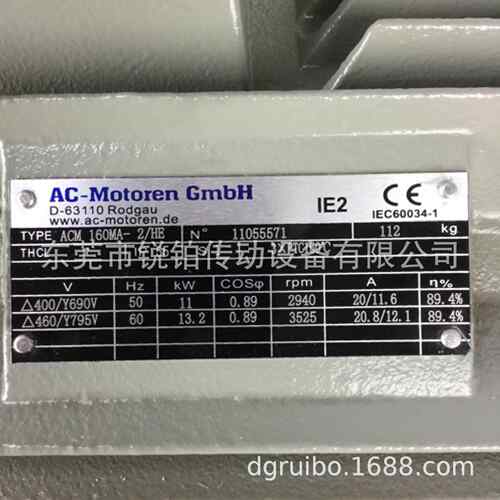 AC-Motoren GmbH
D-63110 Rodgau
www.ac-motoren.de
IE2
CE
IEC60034-1
TYPE ACM 160MA- 2/HE N° 11055571 112 kg
THCL
东莞市锐铂传动设备有限公司
V Hz kW COSφ rpm A η%
△400/Y690V 50 11 0.89 2940 20/11.6 89.4%
△460/Y795V 60 13.2 0.89 3525 20.8/12.1 89.4%
dgruibo.1688.com